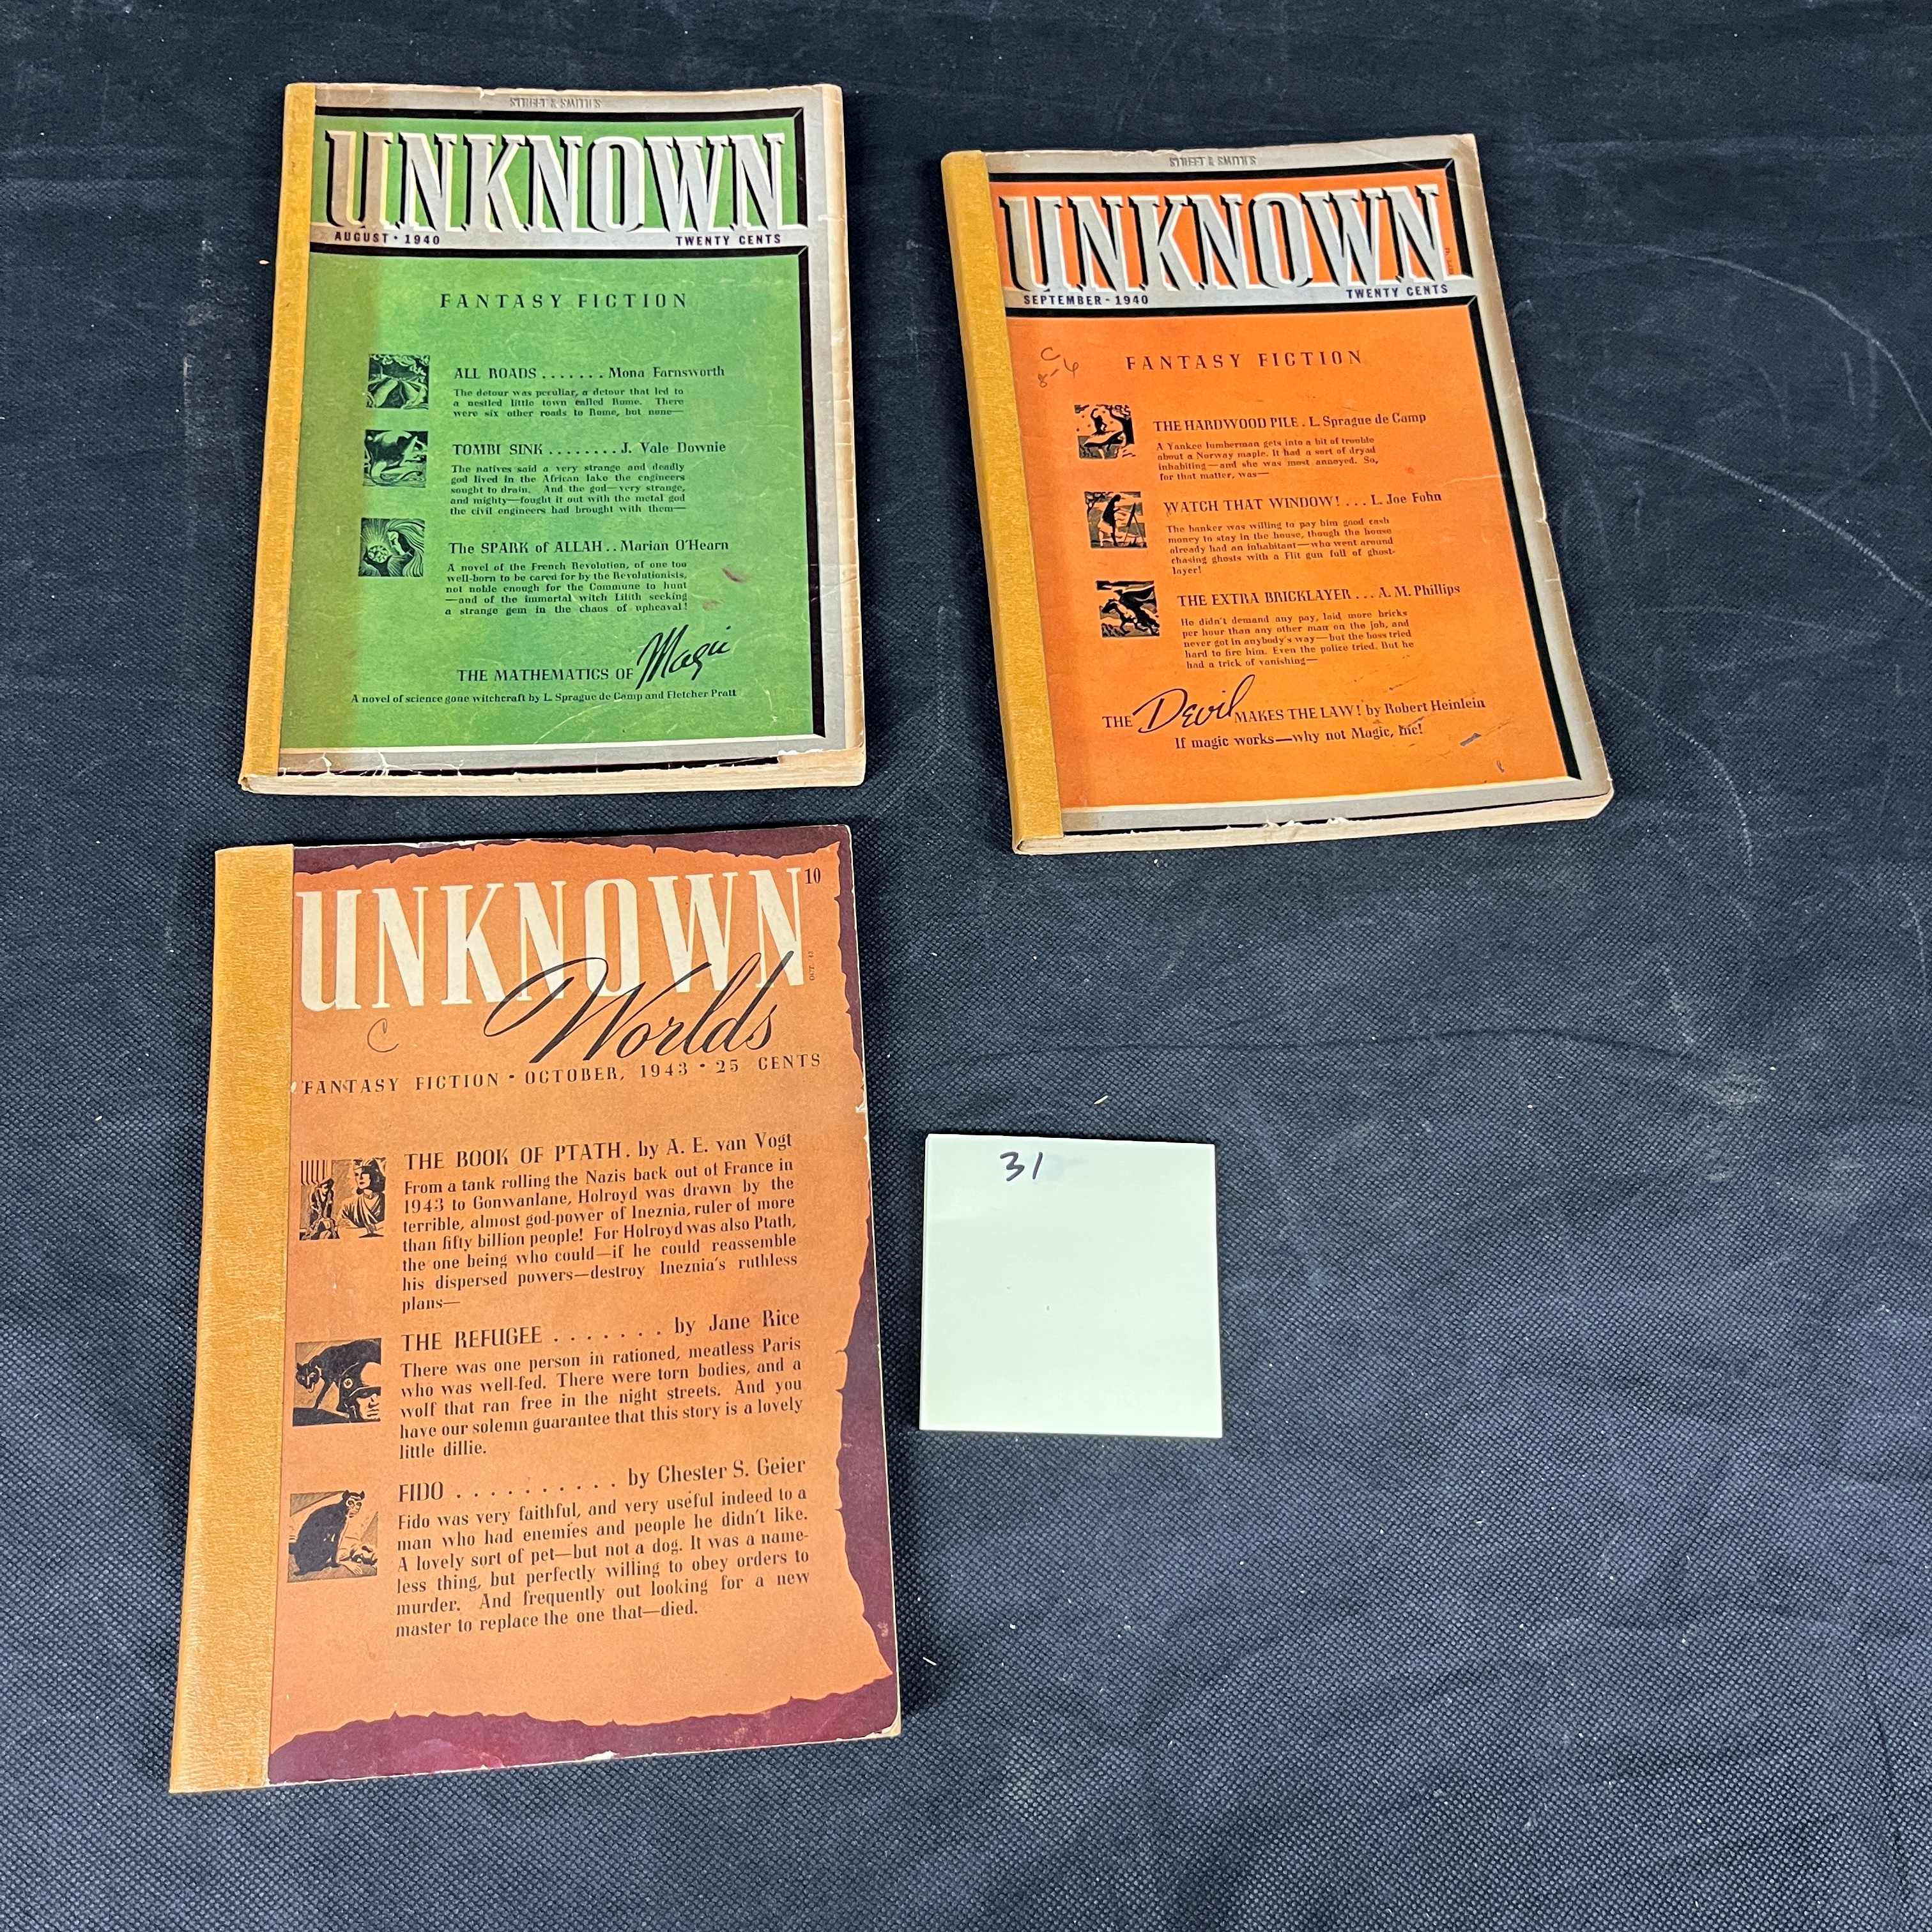 STREET & SMITH'S
UNKNOWN
AUGUST • 1940 TWENTY CENTS
FANTASY FICTION
ALL ROADS ....... Mona Farnsworth
The detour was peculiar, a detour that led to
a nestled little town called Rome. There
were six other roads to Rome, but none—
TOMBI SINK ........ J. Vale Downie
The natives said a very strange and deadly
god lived in the African lake the engineers
sought to drain. And the god—very strange,
and mighty—fought it out with the metal god
the civil engineers had brought with them—
The SPARK of ALLAH .. Marian O'Hearn
A novel of the French Revolution, of one too
well-born to be cared for by the Revolutionists,
not noble enough for the Commune to hunt
—and of the immortal witch Lilith seeking
a strange gem in the chaos of upheaval!
THE MATHEMATICS OF Magic
A novel of science gone witchcraft by L. Sprague de Camp and Fletcher Pratt
STREET & SMITH'S
UNKNOWN
SEPTEMBER - 1940 TWENTY CENTS
C
8-6
FANTASY FICTION
THE HARDWOOD PILE . L. Sprague de Camp
A Yankee lumberman gets into a bit of trouble
about a Norway maple. It had a sort of dryad
inhabiting—and she was most annoyed. So,
for that matter, was—
WATCH THAT WINDOW! ... L. Joe Fohn
The banker was willing to pay him good cash
money to stay in the house, though the house
already had an inhabitant—who went around
chasing ghosts with a Flit gun full of ghost-
layer!
THE EXTRA BRICKLAYER ... A. M. Phillips
He didn't demand any pay, laid more bricks
per hour than any other man on the job, and
never got in anybody's way—but the boss tried
hard to fire him. Even the police tried. But he
had a trick of vanishing—
THE Devil MAKES THE LAW! by Robert Heinlein
If magic works—why not Magic, Inc!
UNKNOWN 10
OCT. '43
Worlds
C
FANTASY FICTION • OCTOBER, 1943 • 25 CENTS
THE BOOK OF PTATH . by A. E. van Vogt
From a tank rolling the Nazis back out of France in
1943 to Gonwanlane, Holroyd was drawn by the
terrible, almost god-power of Ineznia, ruler of more
than fifty billion people! For Holroyd was also Ptath,
the one being who could—if he could reassemble
his dispersed powers—destroy Ineznia's ruthless
plans—
THE REFUGEE ....... by Jane Rice
There was one person in rationed, meatless Paris
who was well-fed. There were torn bodies, and a
wolf that ran free in the night streets. And you
have our solemn guarantee that this story is a lovely
little dillie.
FIDO .......... by Chester S. Geier
Fido was very faithful, and very useful indeed to a
man who had enemies and people he didn't like.
A lovely sort of pet—but not a dog. It was a name-
less thing, but perfectly willing to obey orders to
murder. And frequently out looking for a new
master to replace the one that—died.
31